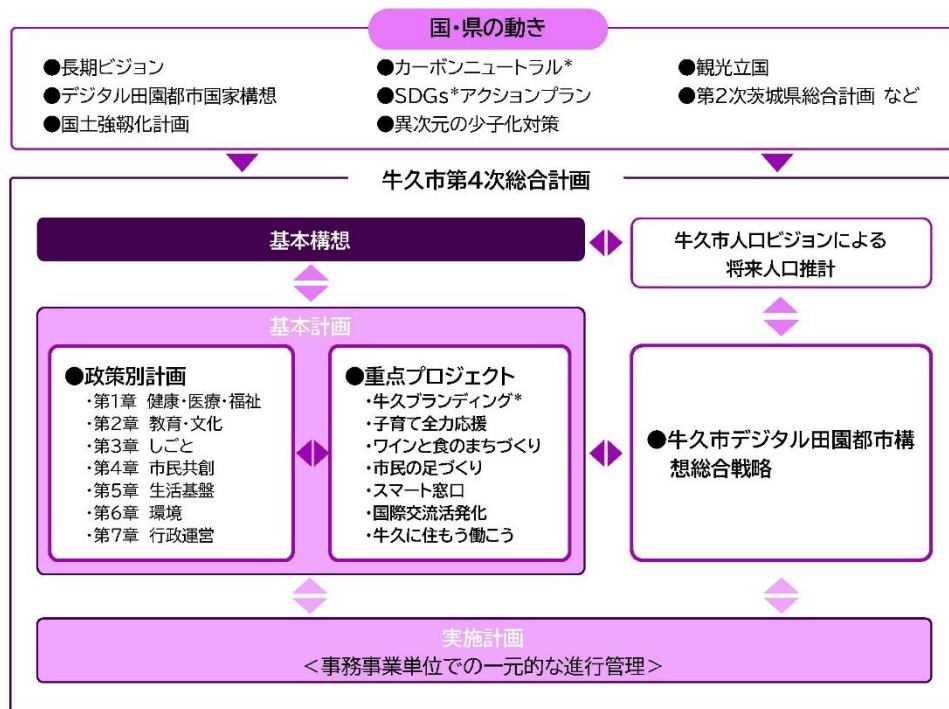 国・県の動き
●長期ビジョン
●デジタル田園都市国家構想
●国土強靱化計画
●カーボンニュートラル*
●SDGs*アクションプラン
●異次元の少子化対策
●観光立国
●第2次茨城県総合計画 など
牛久市第4次総合計画
基本構想
牛久市人口ビジョンによる
将来人口推計
基本計画
●政策別計画
・第1章 健康・医療・福祉
・第2章 教育・文化
・第3章 しごと
・第4章 市民共創
・第5章 生活基盤
・第6章 環境
・第7章 行政運営
●重点プロジェクト
・牛久ブランディング*
・子育て全力応援
・ワインと食のまちづくり
・市民の足づくり
・スマート窓口
・国際交流活発化
・牛久に住もう働こう
●牛久市デジタル田園都市構
想総合戦略
実施計画
＜事務事業単位での一元的な進行管理＞